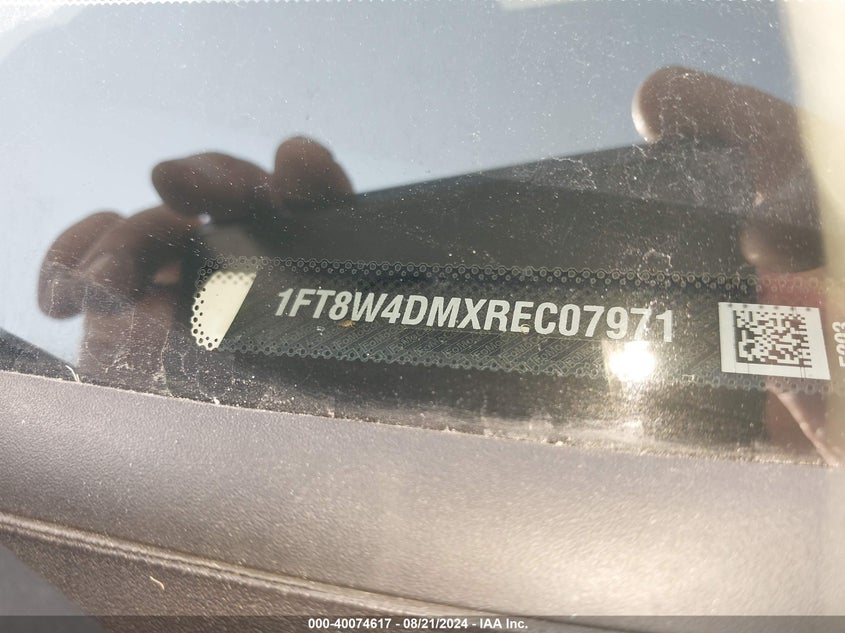 1FT8W4DMXREC07971
000-40074617 - 08/21/2024 - IAA Inc.